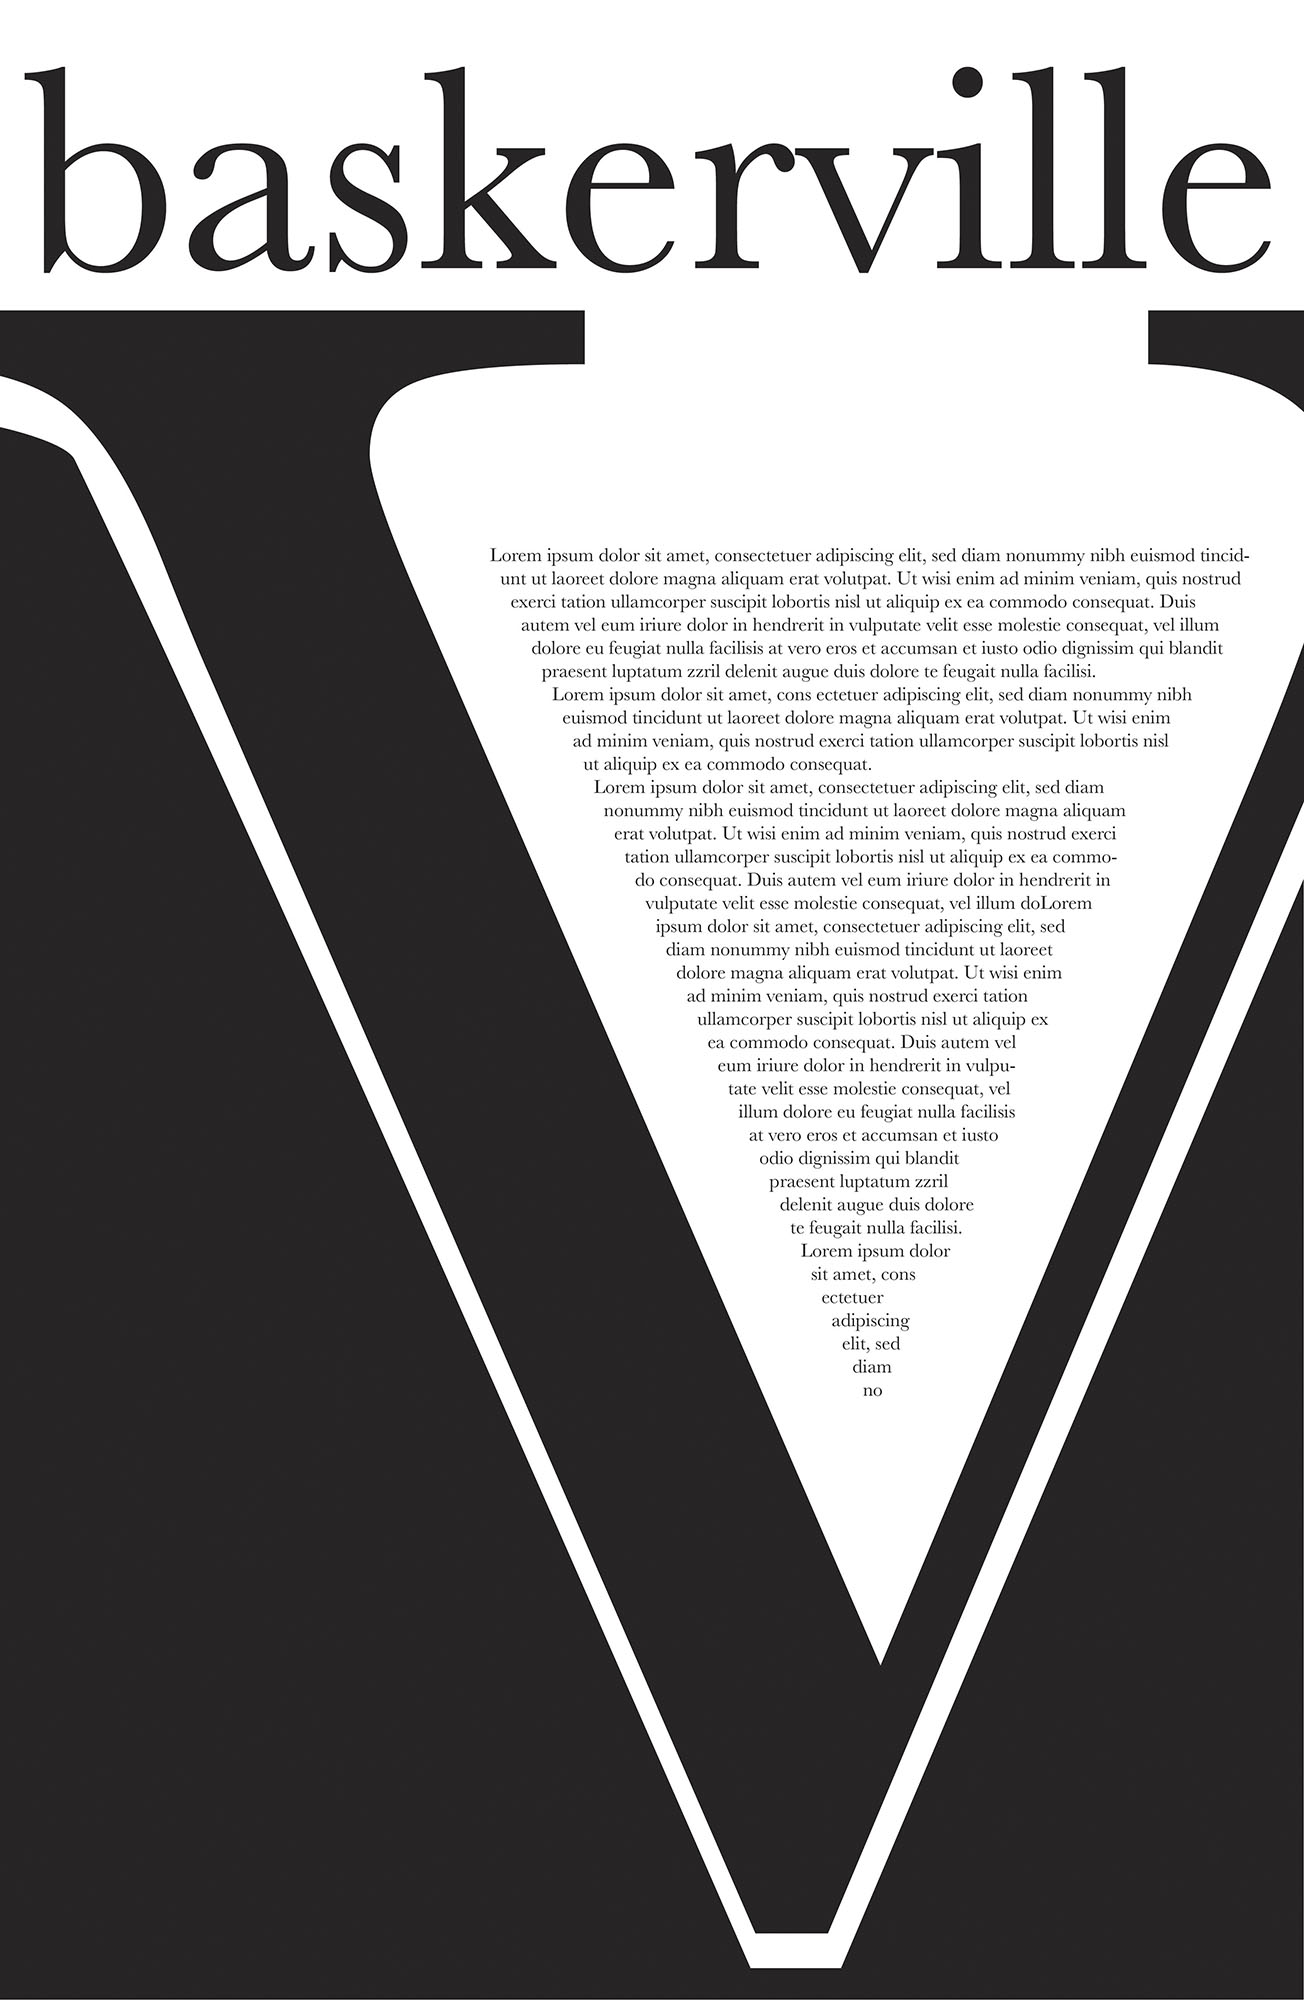 baskerville
V
Lorem ipsum dolor sit amet, consectetuer adipiscing elit, sed diam nonummy nibh euismod tincid-
unt ut laoreet dolore magna aliquam erat volutpat. Ut wisi enim ad minim veniam, quis nostrud
exerci tation ullamcorper suscipit lobortis nisl ut aliquip ex ea commodo consequat. Duis
autem vel eum iriure dolor in hendrerit in vulputate velit esse molestie consequat, vel illum
dolore eu feugiat nulla facilisis at vero eros et accumsan et iusto odio dignissim qui blandit
praesent luptatum zzril delenit augue duis dolore te feugait nulla facilisi.
Lorem ipsum dolor sit amet, cons ectetuer adipiscing elit, sed diam nonummy nibh
euismod tincidunt ut laoreet dolore magna aliquam erat volutpat. Ut wisi enim
ad minim veniam, quis nostrud exerci tation ullamcorper suscipit lobortis nisl
ut aliquip ex ea commodo consequat.
Lorem ipsum dolor sit amet, consectetuer adipiscing elit, sed diam
nonummy nibh euismod tincidunt ut laoreet dolore magna aliquam
erat volutpat. Ut wisi enim ad minim veniam, quis nostrud exerci
tation ullamcorper suscipit lobortis nisl ut aliquip ex ea commo-
do consequat. Duis autem vel eum iriure dolor in hendrerit in
vulputate velit esse molestie consequat, vel illum doLorem
ipsum dolor sit amet, consectetuer adipiscing elit, sed
diam nonummy nibh euismod tincidunt ut laoreet
dolore magna aliquam erat volutpat. Ut wisi enim
ad minim veniam, quis nostrud exerci tation
ullamcorper suscipit lobortis nisl ut aliquip ex
ea commodo consequat. Duis autem vel
eum iriure dolor in hendrerit in vulpu-
tate velit esse molestie consequat, vel
illum dolore eu feugiat nulla facilisis
at vero eros et accumsan et iusto
odio dignissim qui blandit
praesent luptatum zzril
delenit augue duis dolore
te feugait nulla facilisi.
Lorem ipsum dolor
sit amet, cons
ectetuer
adipiscing
elit, sed
diam
no